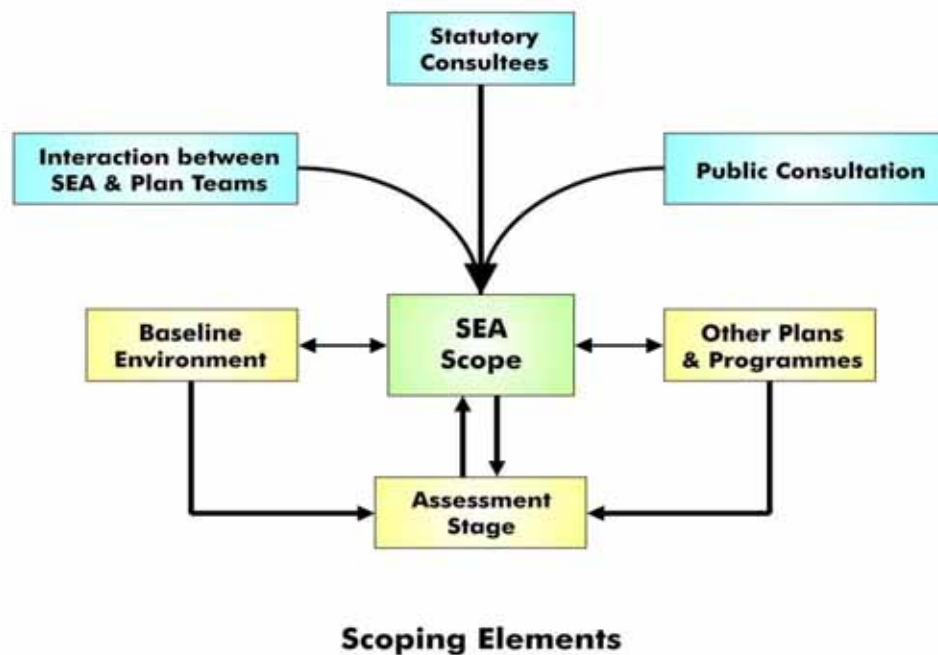 Statutory
Consultees
Interaction between
SEA & Plan Teams
Public Consultation
Baseline
Environment
SEA
Scope
Other Plans
& Programmes
Assessment
Stage
Scoping Elements